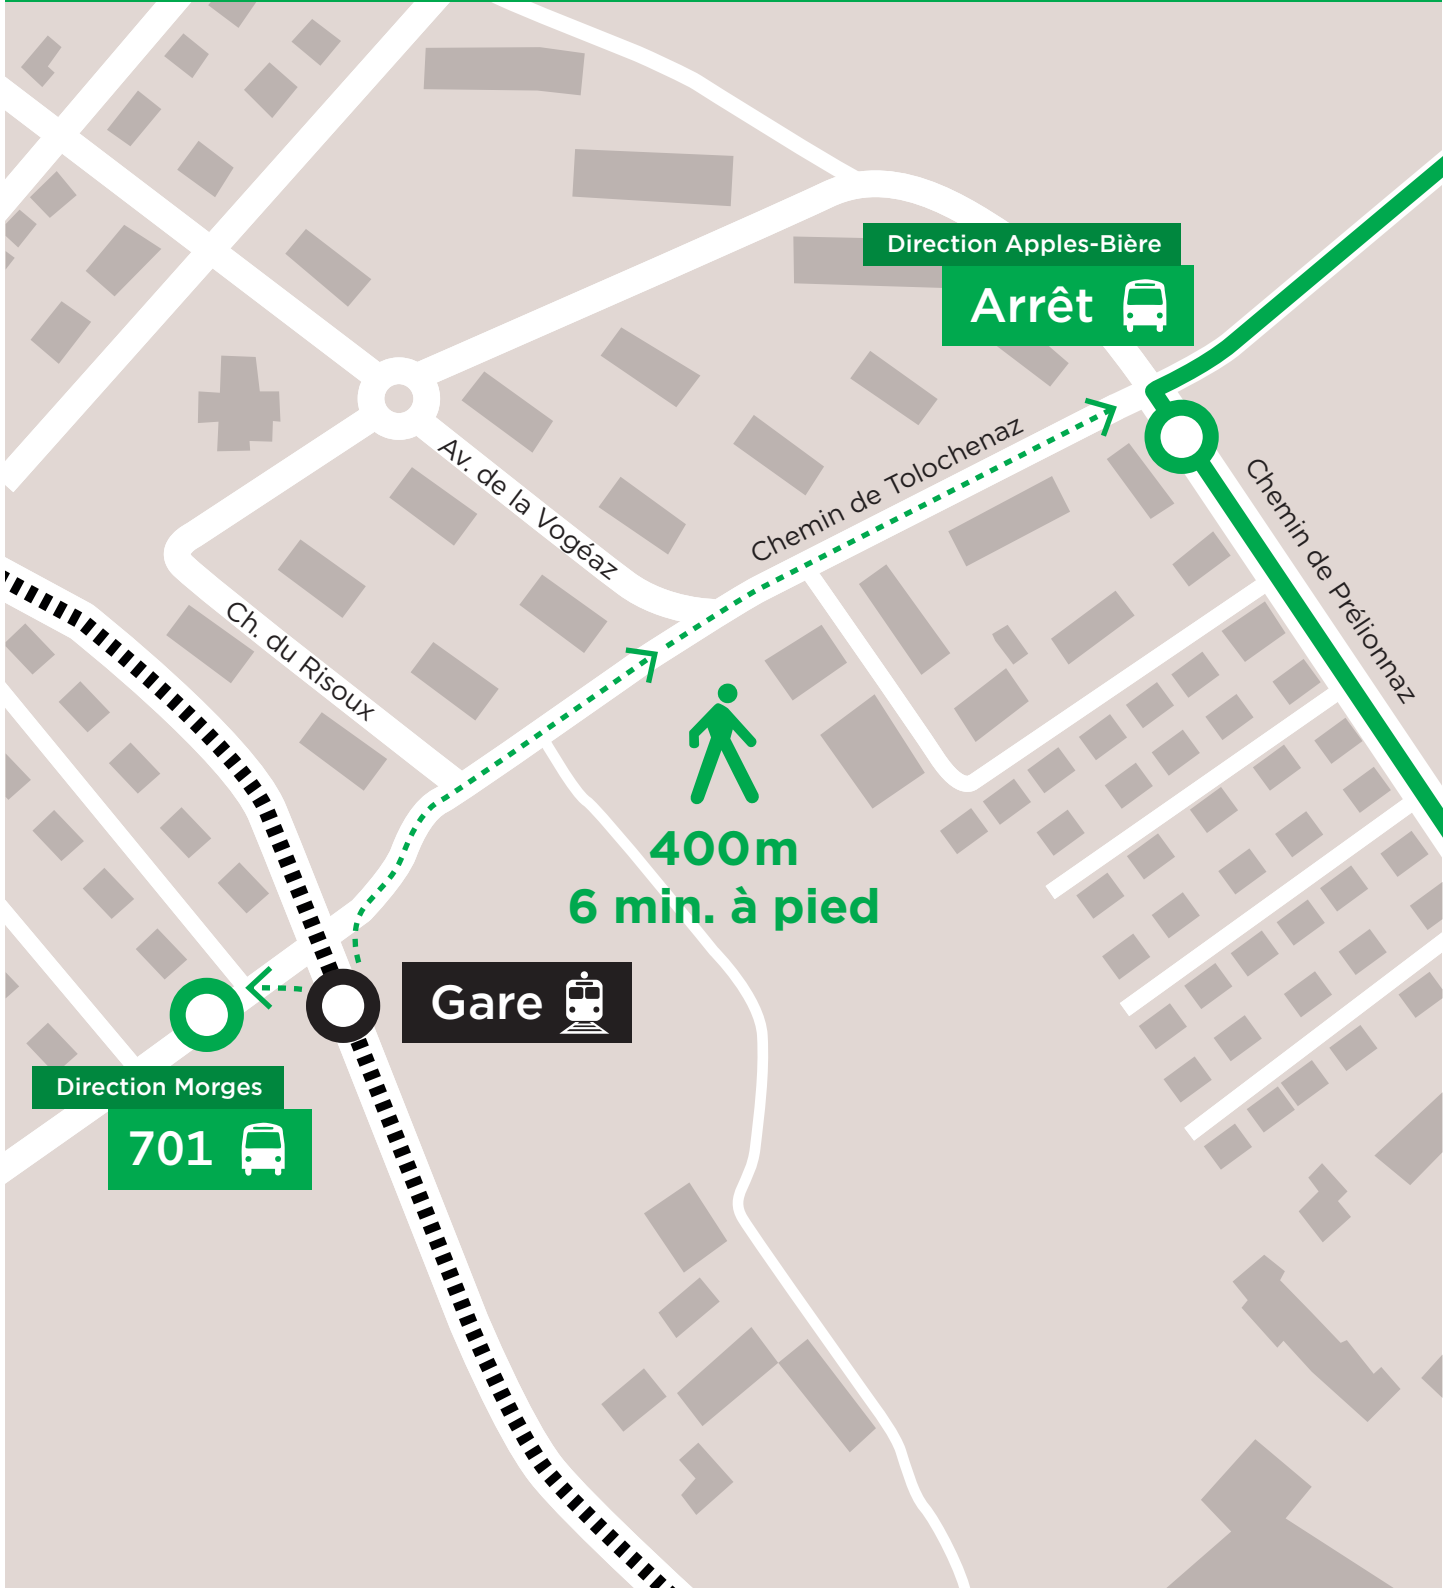 Direction Apples-Bière
Arrêt
Av. de la Vogéaz
Chemin de Tolochenaz
Chemin de Prélionnaz
Ch. du Risoux
400 m
6 min. à pied
Gare
Direction Morges
701